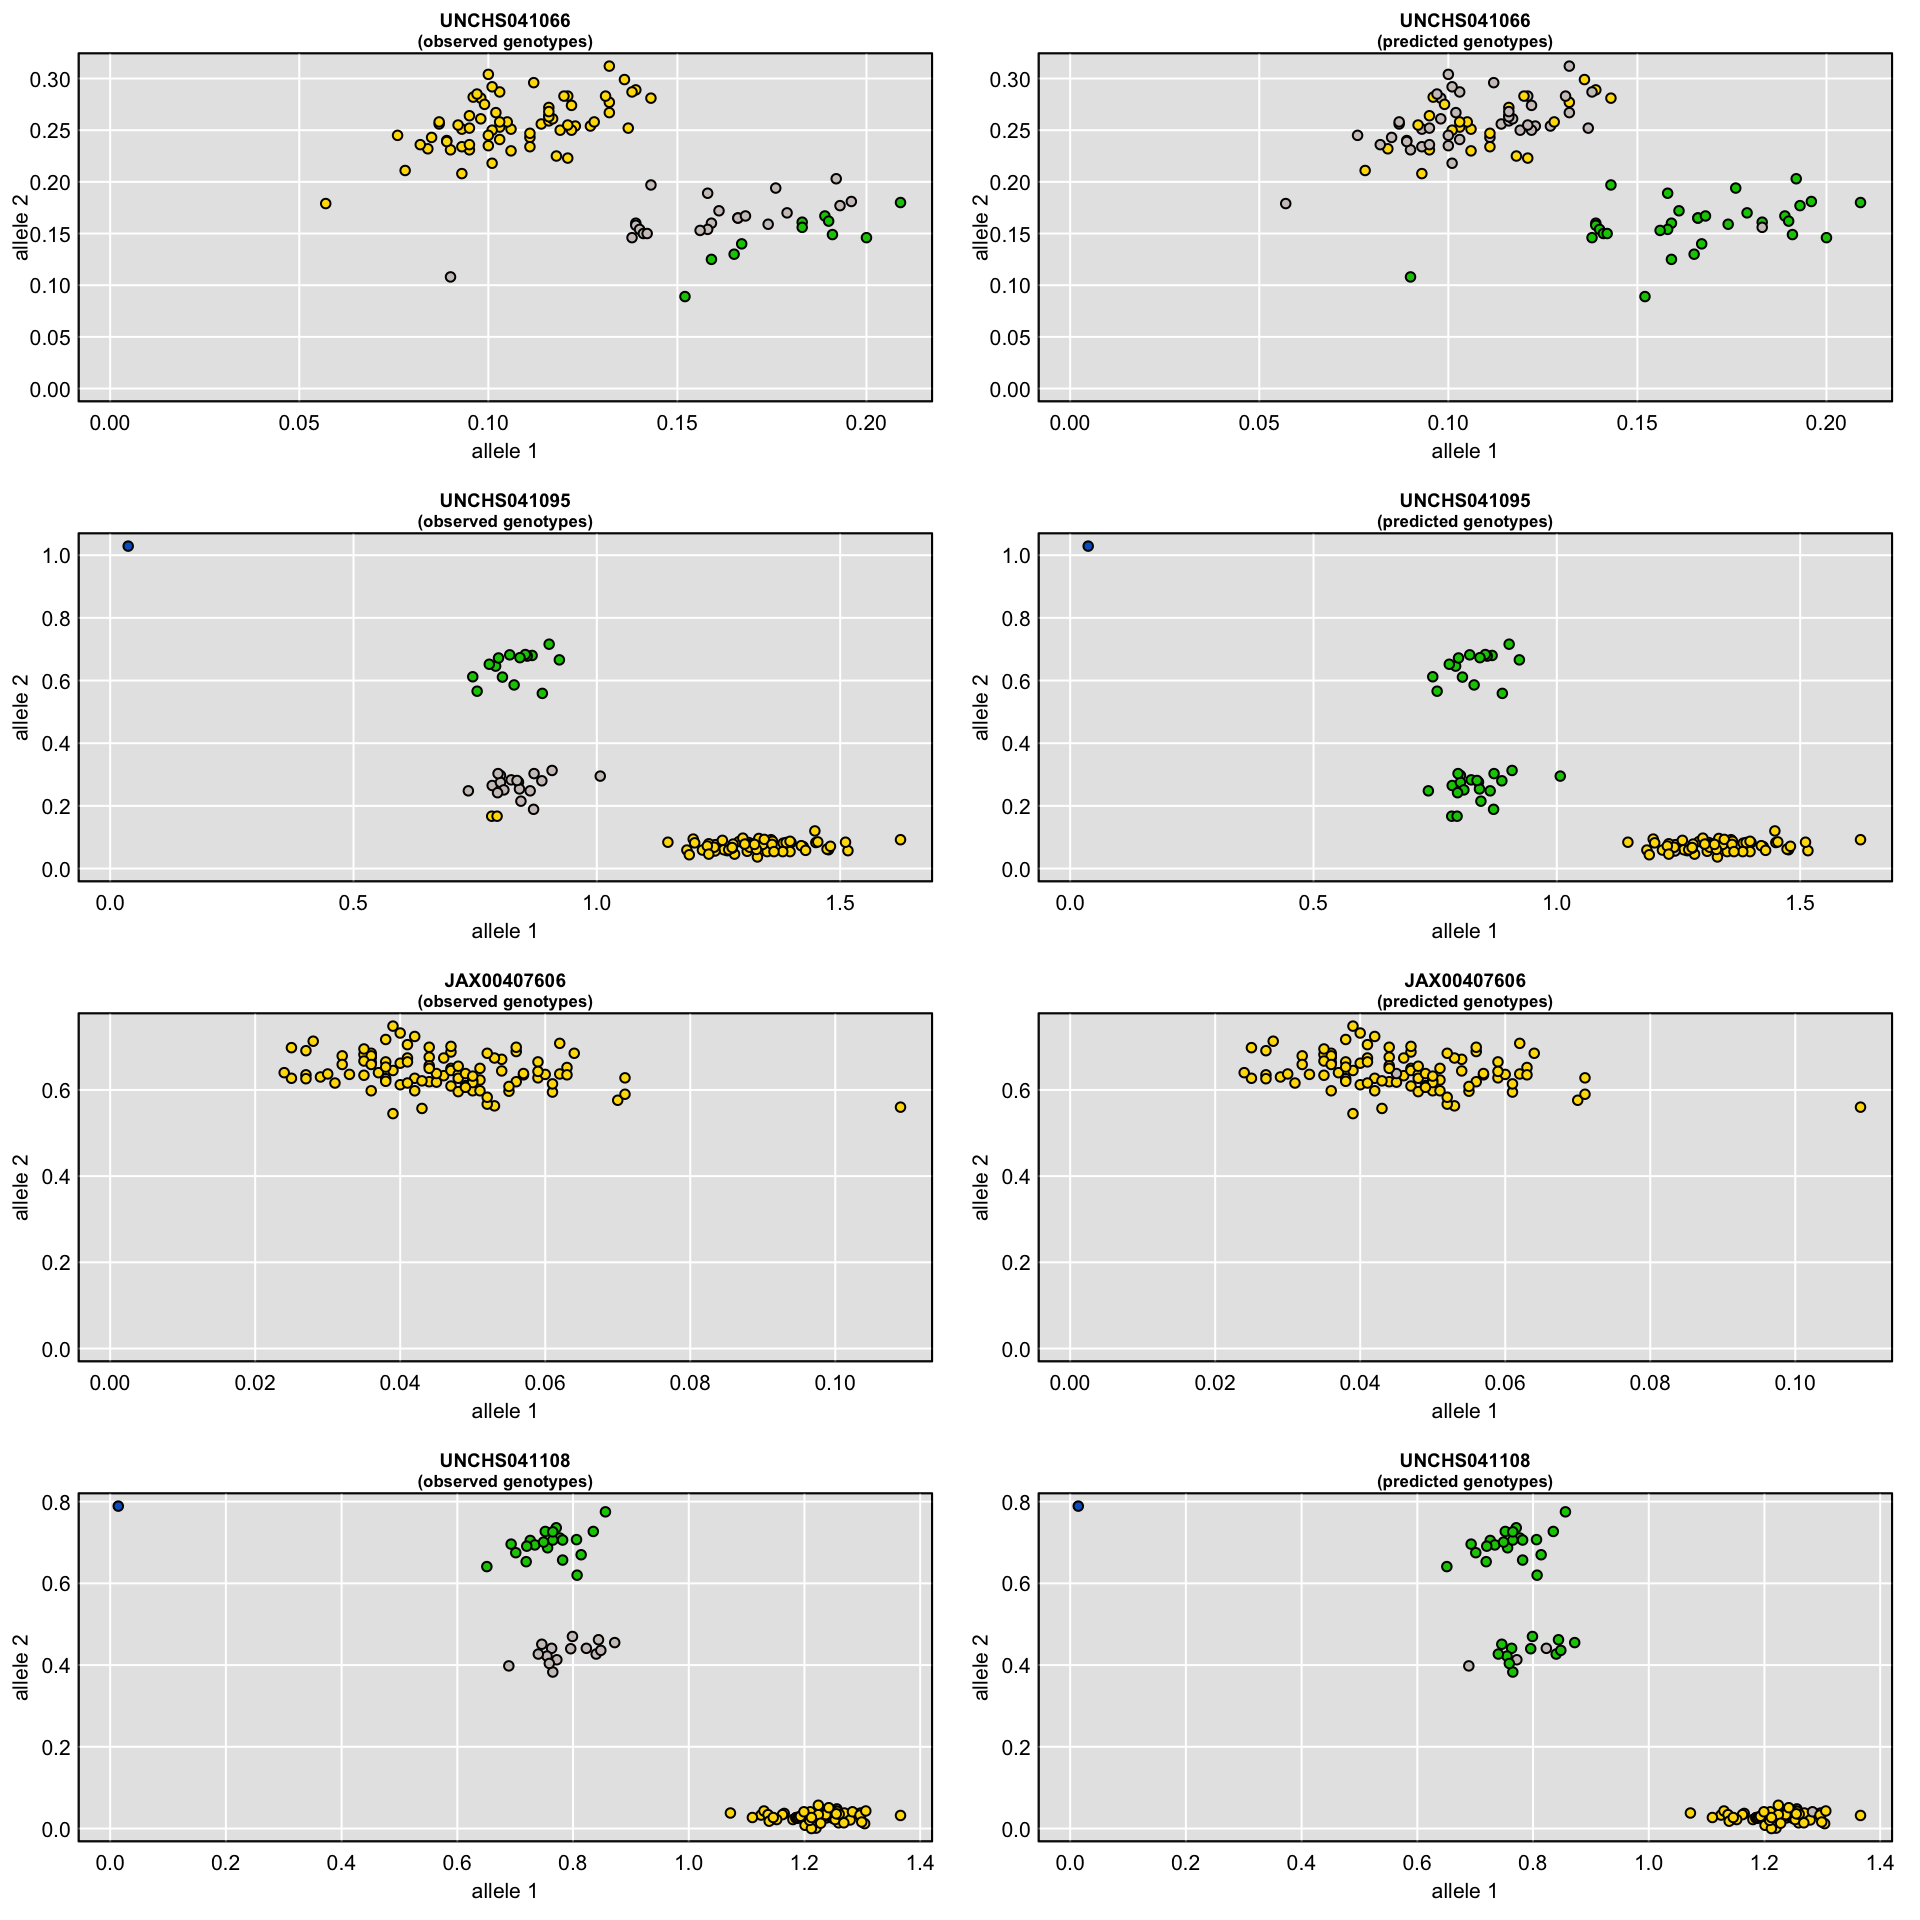 UNCHS041066
(observed genotypes)
0.30
0.25
0.20
0.15
0.10
0.05
0.00
allele 2
0.00 0.05 0.10 0.15 0.20
allele 1
UNCHS041066
(predicted genotypes)
0.30
0.25
0.20
0.15
0.10
0.05
0.00
allele 2
0.00 0.05 0.10 0.15 0.20
allele 1
UNCHS041095
(observed genotypes)
1.0
0.8
0.6
0.4
0.2
0.0
allele 2
0.0 0.5 1.0 1.5
allele 1
UNCHS041095
(predicted genotypes)
1.0
0.8
0.6
0.4
0.2
0.0
allele 2
0.0 0.5 1.0 1.5
allele 1
JAX00407606
(observed genotypes)
0.6
0.4
0.2
0.0
allele 2
0.00 0.02 0.04 0.06 0.08 0.10
allele 1
JAX00407606
(predicted genotypes)
0.6
0.4
0.2
0.0
allele 2
0.00 0.02 0.04 0.06 0.08 0.10
allele 1
UNCHS041108
(observed genotypes)
0.8
0.6
0.4
0.2
0.0
allele 2
0.0 0.2 0.4 0.6 0.8 1.0 1.2 1.4
allele 1
UNCHS041108
(predicted genotypes)
0.8
0.6
0.4
0.2
0.0
allele 2
0.0 0.2 0.4 0.6 0.8 1.0 1.2 1.4
allele 1